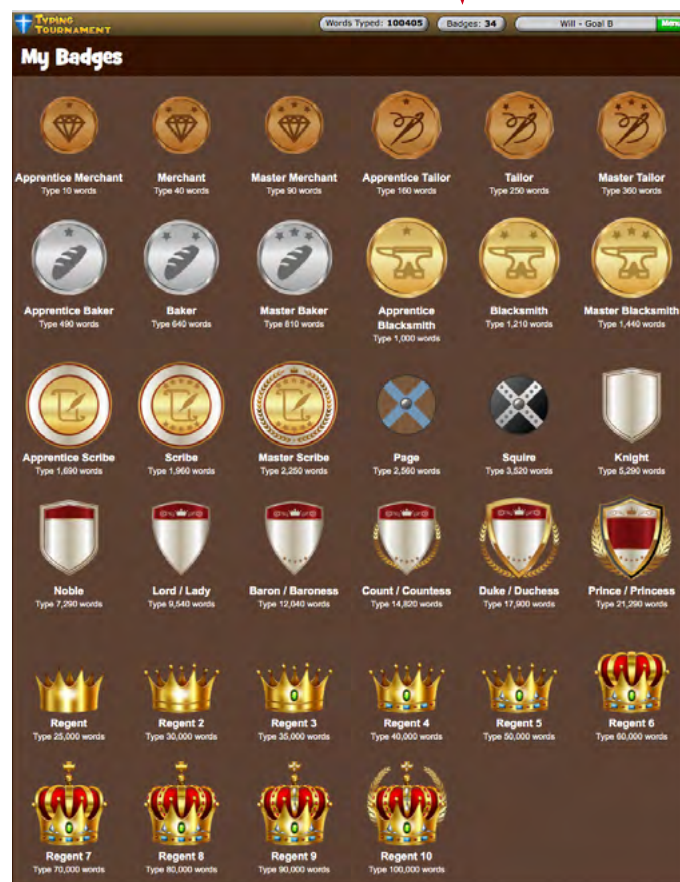 TYPING
TOURNAMENT
Words Typed: 100405
Badges: 34
Will - Goal B
Menu
My Badges
Apprentice Merchant
Type 10 words
Merchant
Type 40 words
Master Merchant
Type 90 words
Apprentice Tailor
Type 160 words
Tailor
Type 250 words
Master Tailor
Type 360 words
Apprentice Baker
Type 490 words
Baker
Type 640 words
Master Baker
Type 810 words
Apprentice
Blacksmith
Type 1,000 words
Blacksmith
Type 1,210 words
Master Blacksmith
Type 1,440 words
Apprentice Scribe
Type 1,690 words
Scribe
Type 1,960 words
Master Scribe
Type 2,250 words
Page
Type 2,560 words
Squire
Type 3,520 words
Knight
Type 5,290 words
Noble
Type 7,290 words
Lord / Lady
Type 9,540 words
Baron / Baroness
Type 12,040 words
Count / Countess
Type 14,820 words
Duke / Duchess
Type 17,900 words
Prince / Princess
Type 21,290 words
Regent
Type 25,000 words
Regent 2
Type 30,000 words
Regent 3
Type 35,000 words
Regent 4
Type 40,000 words
Regent 5
Type 50,000 words
Regent 6
Type 60,000 words
Regent 7
Type 70,000 words
Regent 8
Type 80,000 words
Regent 9
Type 90,000 words
Regent 10
Type 100,000 words